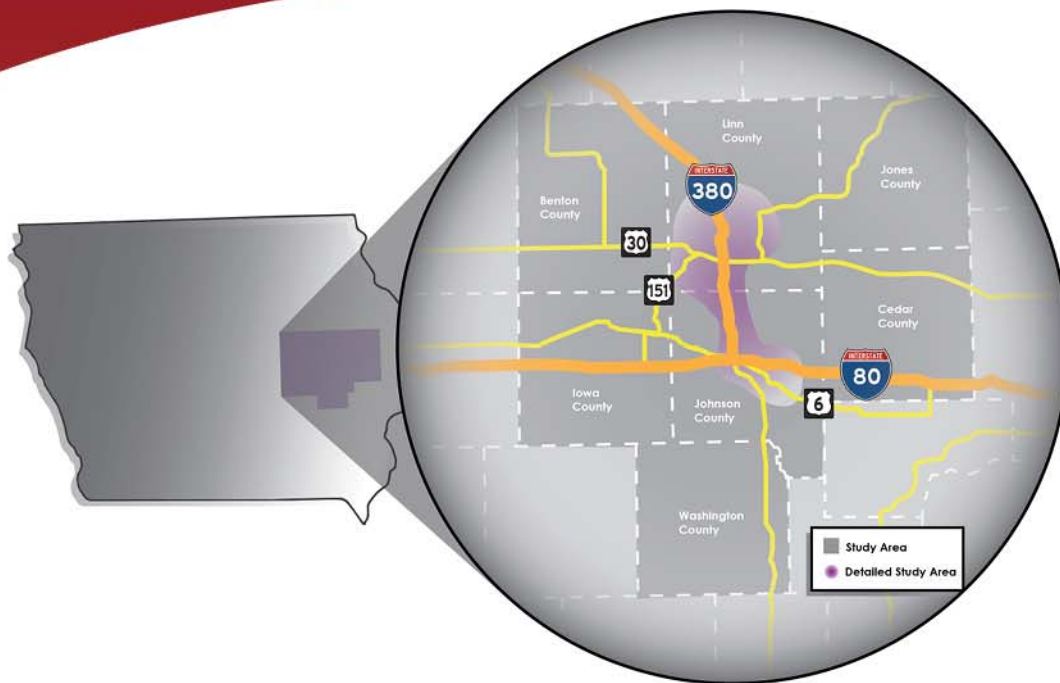 Linn
County
INTERSTATE
380
Jones
County
Benton
County
30
151
Cedar
County
INTERSTATE
80
Iowa
County
Johnson
County
6
Washington
County
Study Area
Detailed Study Area